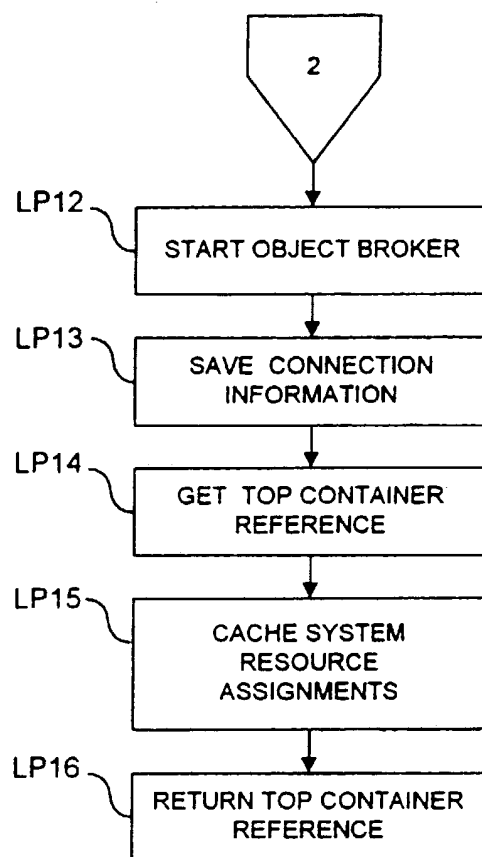 2
LP12
START OBJECT BROKER
LP13
SAVE CONNECTION
INFORMATION
LP14
GET TOP CONTAINER
REFERENCE
LP15
CACHE SYSTEM
RESOURCE
ASSIGNMENTS
LP16
RETURN TOP CONTAINER
REFERENCE